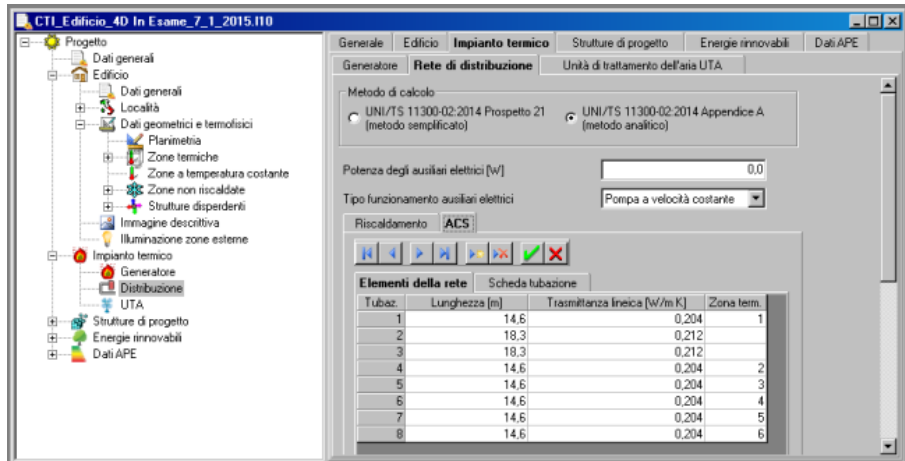 CTI_Edificio_4D In Esame_7_1_2015.I10
Progetto
Dati generali
Edificio
Dati generali
Località
Dati geometrici e termofisici
Planimetria
Zone termiche
Zone a temperatura costante
Zone non riscaldate
Strutture disperdenti
Immagine descrittiva
Illuminazione zone esterne
Impianto termico
Generatore
Distribuzione
UTA
Strutture di progetto
Energie rinnovabili
Dati APE
Generale Edificio Impianto termico Strutture di progetto Energie rinnovabili Dati APE
Generatore Rete di distribuzione Unità di trattamento dell'aria UTA
Metodo di calcolo
UNI/TS 11300-02:2014 Prospetto 21 UNI/TS 11300-02:2014 Appendice A
(metodo semplificato) (metodo analitico)
Potenza degli ausiliari elettrici [W] 0,0
Tipo funzionamento ausiliari elettrici Pompa a velocità costante
Riscaldamento ACS
Elementi della rete Scheda tubazione
Tubaz. Lunghezza [m] Trasmittanza lineica [W/m K] Zona term.
1 14,6 0,204 1
2 18,3 0,212
3 18,3 0,212
4 14,6 0,204 2
5 14,6 0,204 3
6 14,6 0,204 4
7 14,6 0,204 5
8 14,6 0,204 6